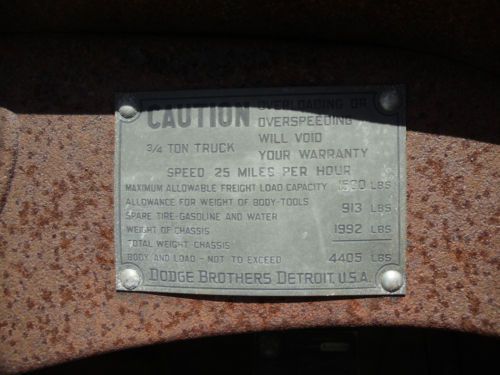 CAUTION OVERLOADING OR
OVERSPEEDING
WILL VOID
3/4 TON TRUCK YOUR WARRANTY
SPEED 25 MILES PER HOUR
MAXIMUM ALLOWABLE FREIGHT LOAD CAPACITY 1500 LBS
ALLOWANCE FOR WEIGHT OF BODY-TOOLS
SPARE TIRE-GASOLINE AND WATER 913 LBS
WEIGHT OF CHASSIS 1992 LBS
TOTAL WEIGHT-CHASSIS
BODY AND LOAD - NOT TO EXCEED 4405 LBS
DODGE BROTHERS DETROIT, U.S.A.